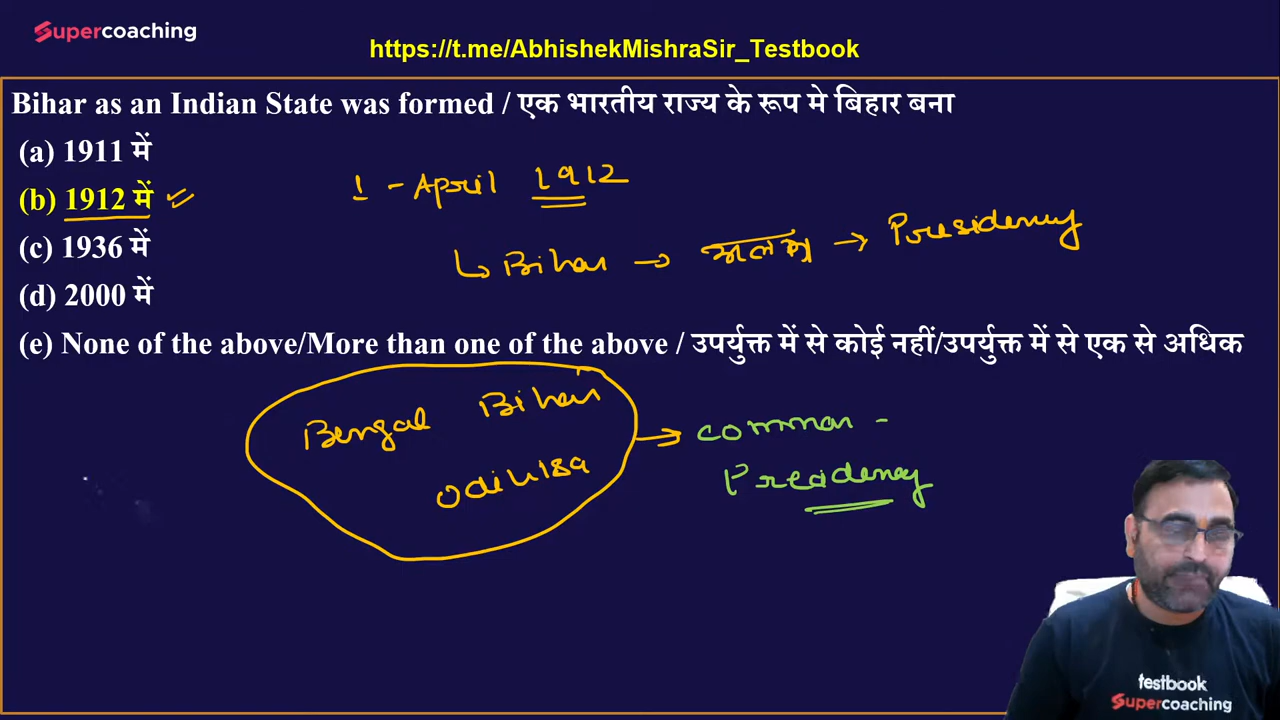 Supercoaching
https://t.me/AbhishekMishraSir_Testbook
Bihar as an Indian State was formed / एक भारतीय राज्य के रूप मे बिहार बना
(a) 1911 में
(b) 1912 में
1 - April 1912
(c) 1936 में
Bihar → अलग → Presidency
(d) 2000 में
(e) None of the above/More than one of the above / उपर्युक्त में से कोई नहीं/उपर्युक्त में से एक से अधिक
Bengal Bihar
Odihisa
common -
Presidency
testbook
Supercoaching